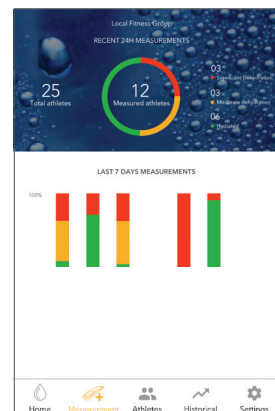 Local Fitness Group
RECENT 24H MEASUREMENTS
25
Total athletes
12
Measured athletes
03
Significant Dehydration
03
Moderate dehydration
06
Hydrated
LAST 7 DAYS MEASUREMENTS
100%
Home
Measurement
Athletes
Historical
Settings